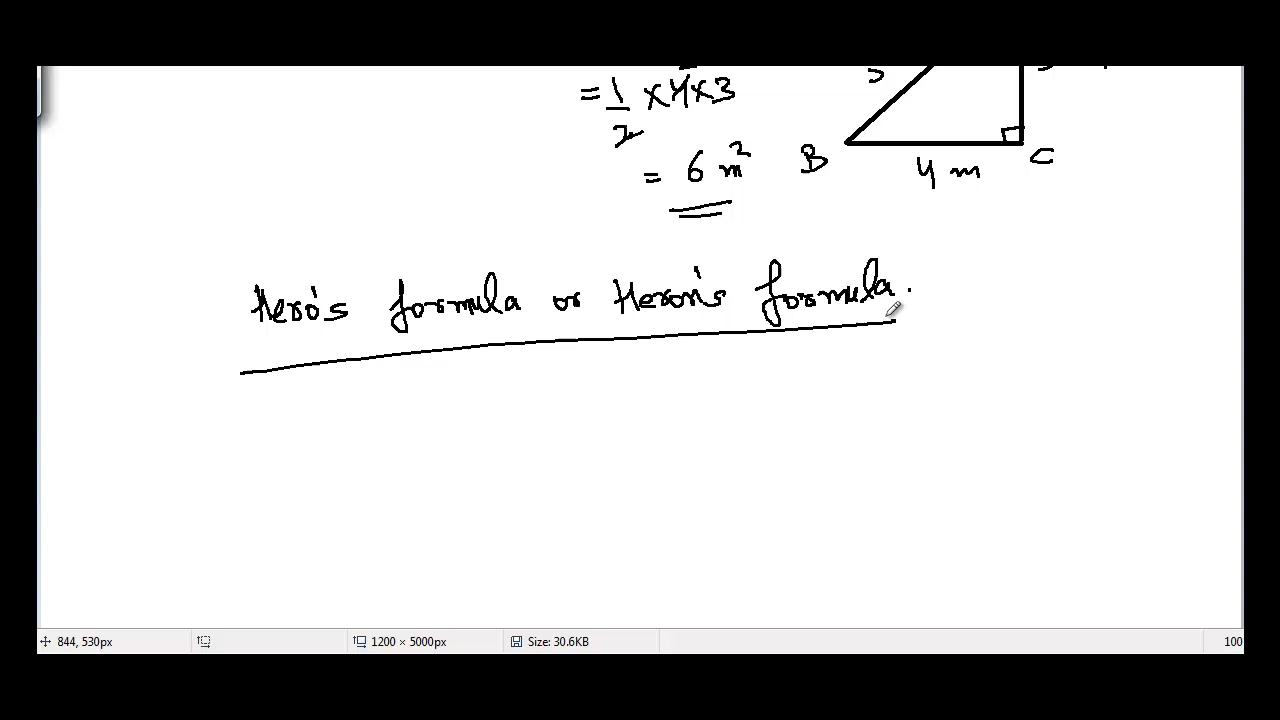 = 1/2 × 4 × 3
= 6 m²
B
C
4 m
Hero's formula or Heron's formula.
844, 530px
1200 × 5000px
Size: 30.6KB
100